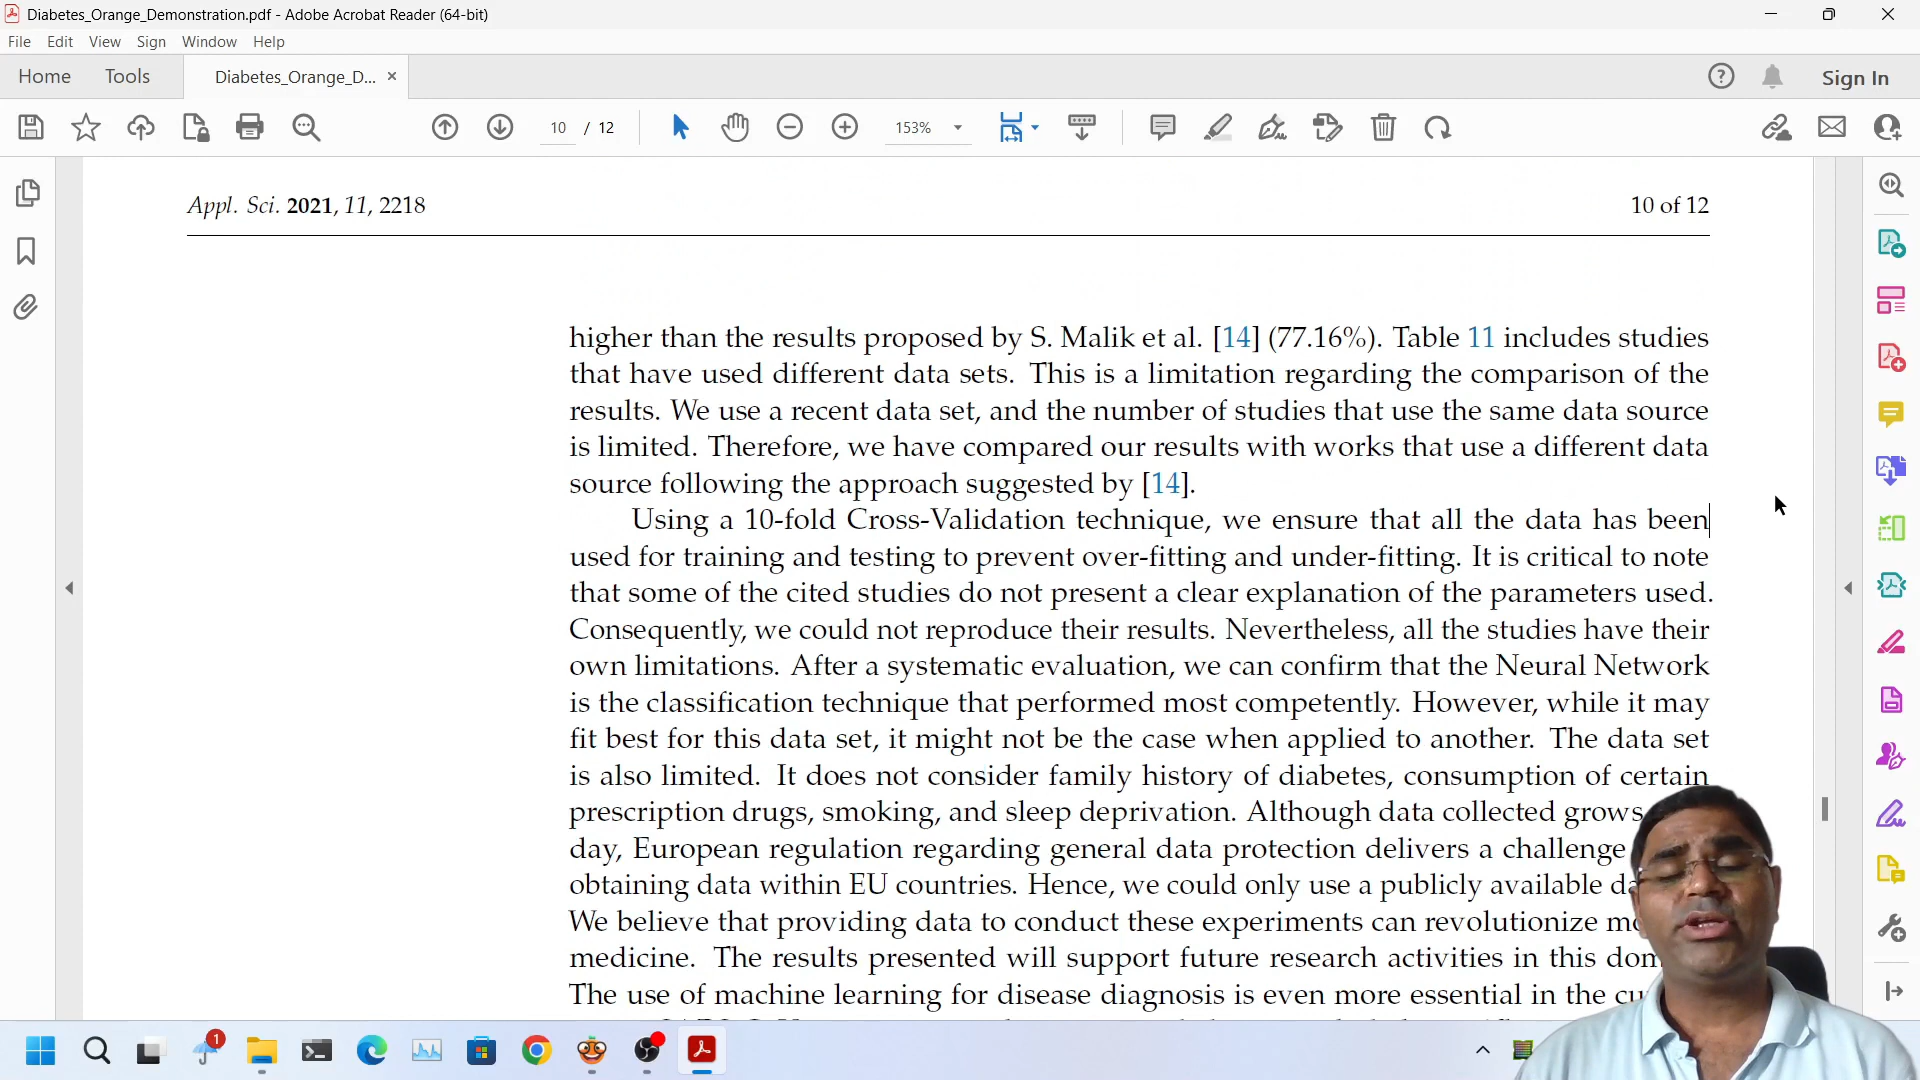 Diabetes_Orange_Demonstration.pdf - Adobe Acrobat Reader (64-bit)
File Edit View Sign Window Help
Home Tools Diabetes_Orange_D... × Sign In
10 / 12 153%
Appl. Sci. 2021, 11, 2218 10 of 12
higher than the results proposed by S. Malik et al. [14] (77.16%). Table 11 includes studies
that have used different data sets. This is a limitation regarding the comparison of the
results. We use a recent data set, and the number of studies that use the same data source
is limited. Therefore, we have compared our results with works that use a different data
source following the approach suggested by [14].
Using a 10-fold Cross-Validation technique, we ensure that all the data has been
used for training and testing to prevent over-fitting and under-fitting. It is critical to note
that some of the cited studies do not present a clear explanation of the parameters used.
Consequently, we could not reproduce their results. Nevertheless, all the studies have their
own limitations. After a systematic evaluation, we can confirm that the Neural Network
is the classification technique that performed most competently. However, while it may
fit best for this data set, it might not be the case when applied to another. The data set
is also limited. It does not consider family history of diabetes, consumption of certain
prescription drugs, smoking, and sleep deprivation. Although data collected grows
day, European regulation regarding general data protection delivers a challenge
obtaining data within EU countries. Hence, we could only use a publicly available
We believe that providing data to conduct these experiments can revolutionize
medicine. The results presented will support future research activities in this
The use of machine learning for disease diagnosis is even more essential in the
1